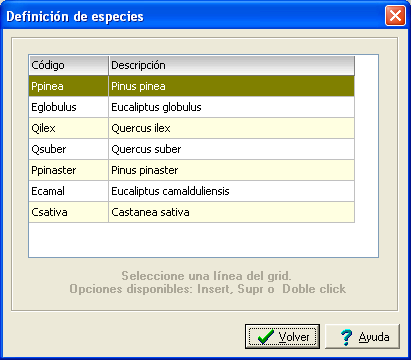 Definición de especies
Código Descripción
Ppinea Pinus pinea
Eglobulus Eucaliptus globulus
Qilex Quercus ilex
Qsuber Quercus suber
Ppinaster Pinus pinaster
Ecamal Eucaliptus camalduliensis
Csativa Castanea sativa
Seleccione una línea del grid.
Opciones disponibles: Insert, Supr o Doble click
Volver
? Ayuda